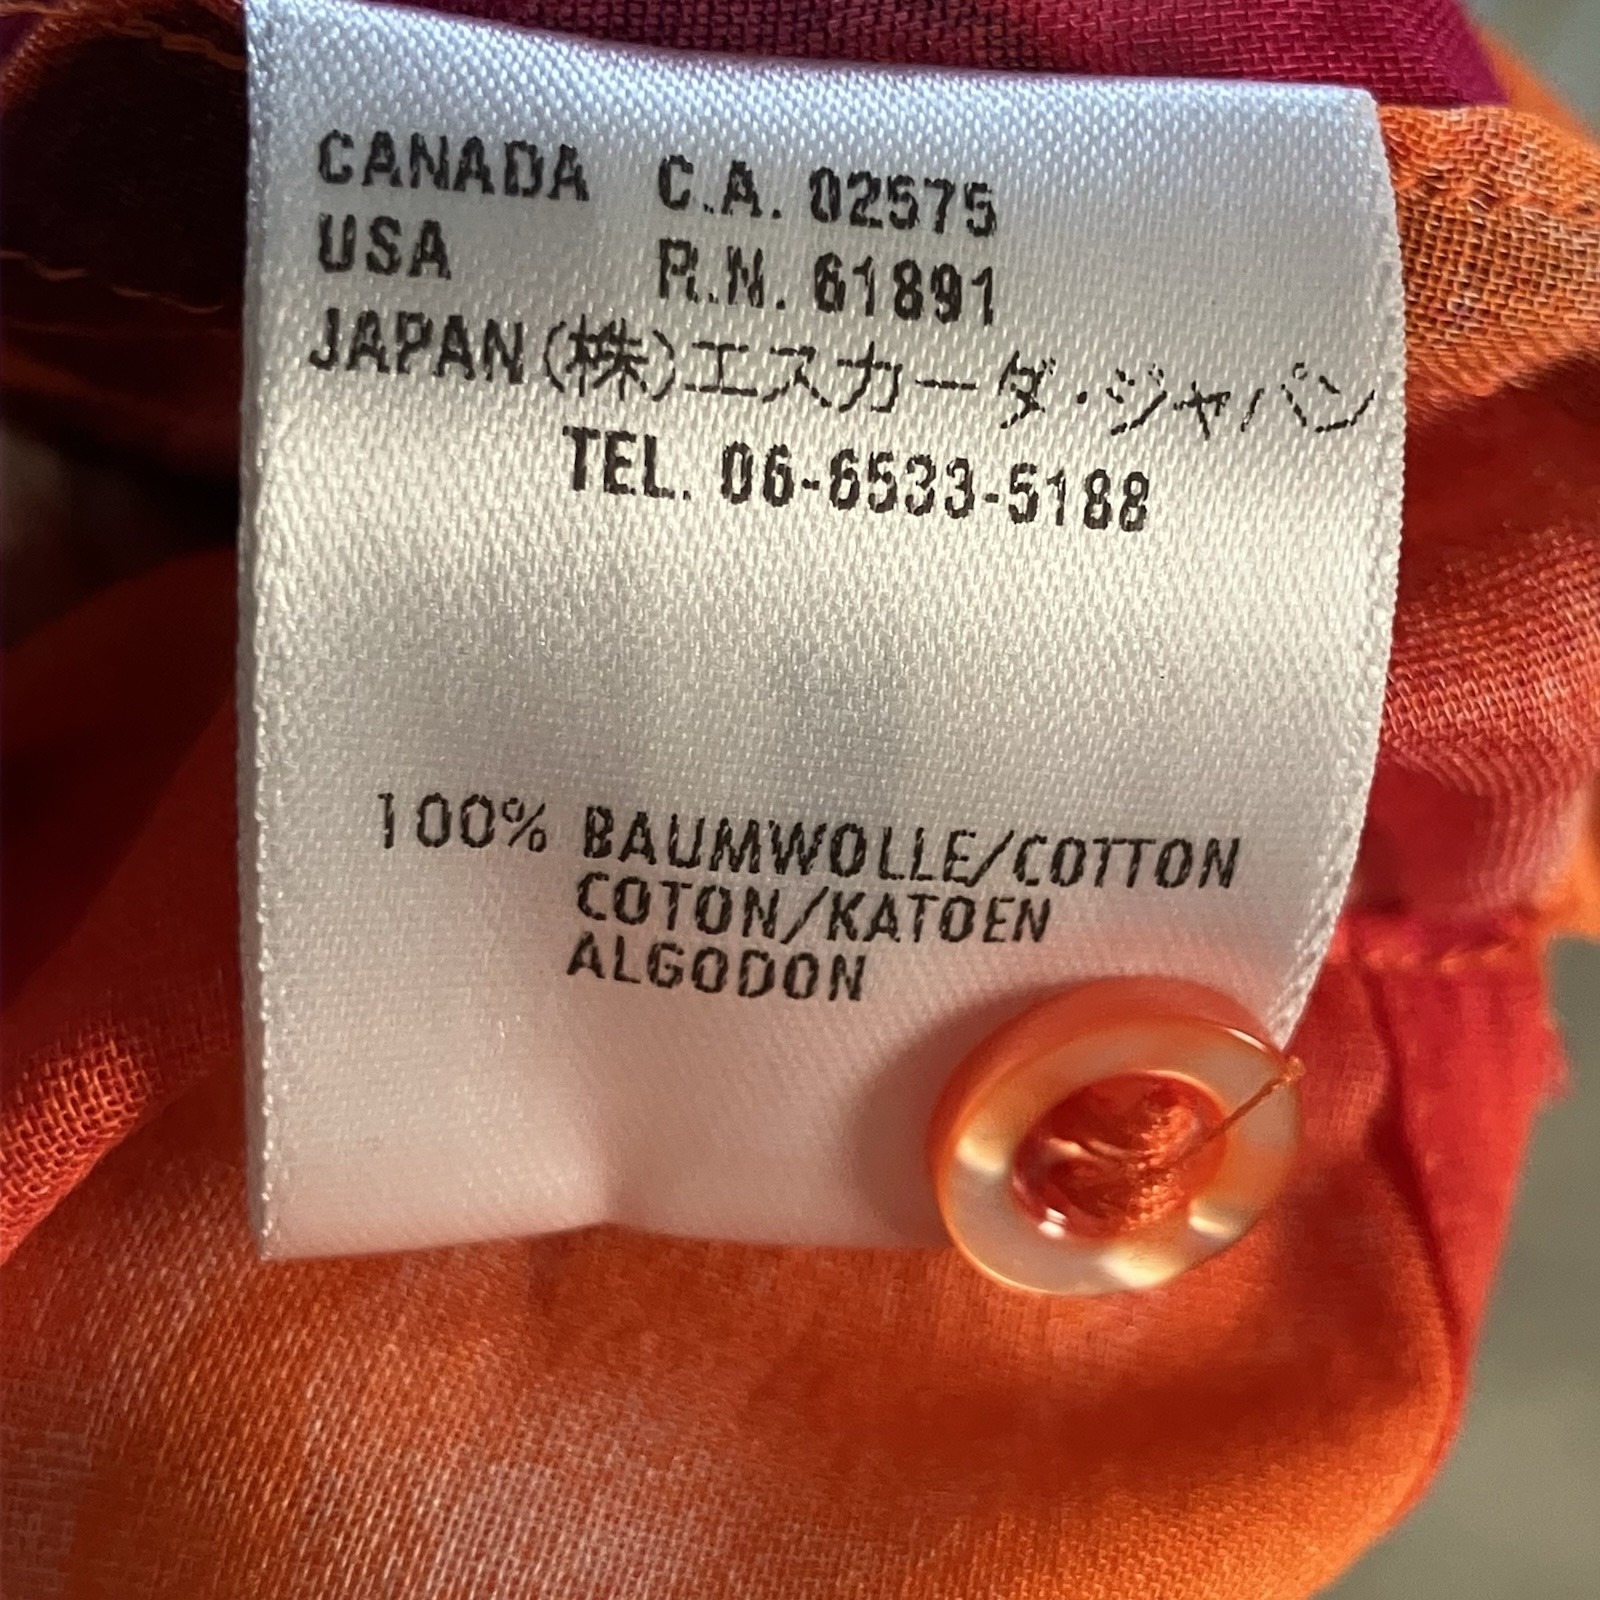 CANADA C.A. 02575
USA R.N. 61891
JAPAN (株)エスカーダ・ジャパン
TEL. 06-6533-5188
100% BAUMWOLLE/COTTON
COTON/KATOEN
ALGODON